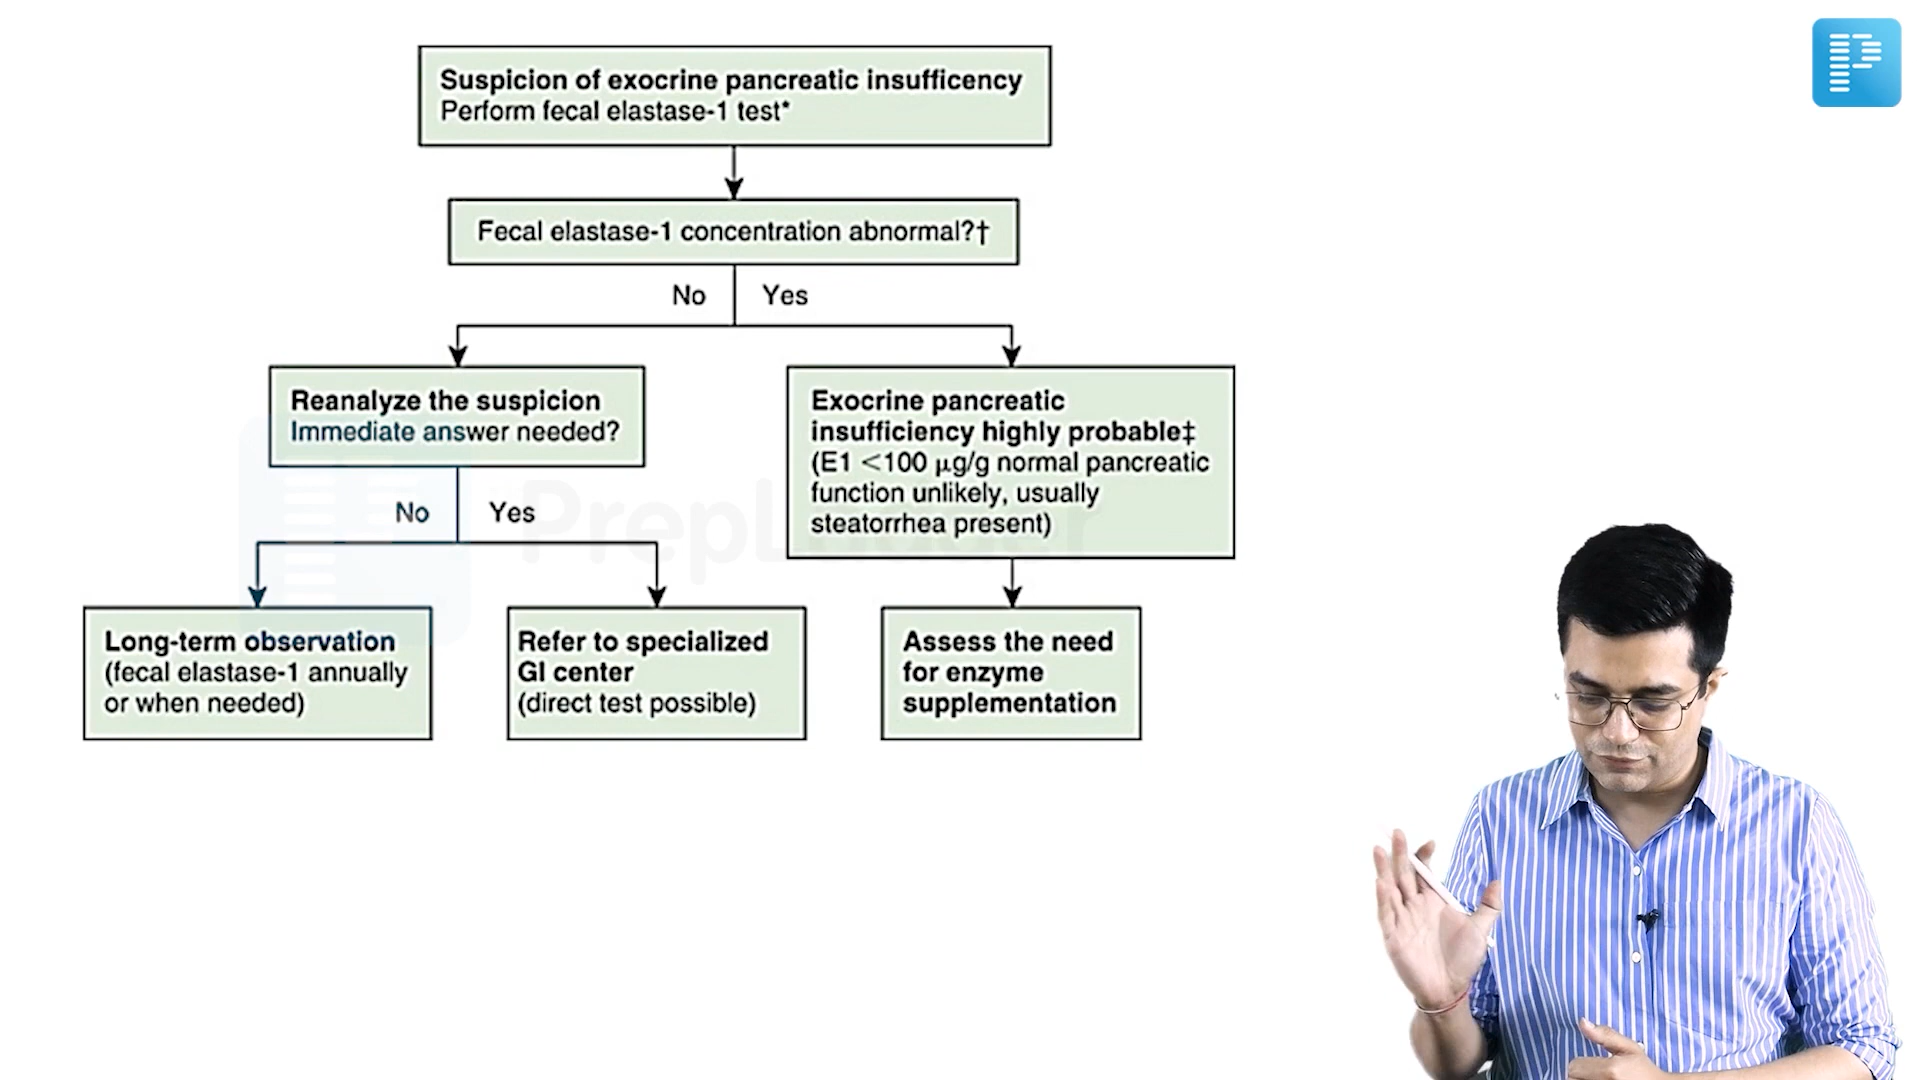 Suspicion of exocrine pancreatic insufficency
Perform fecal elastase-1 test*
Fecal elastase-1 concentration abnormal?†
No Yes
Reanalyze the suspicion
Immediate answer needed?
Exocrine pancreatic
insufficiency highly probable‡
(E1 <100 µg/g normal pancreatic
function unlikely, usually
steatorrhea present)
No Yes
Long-term observation
(fecal elastase-1 annually
or when needed)
Refer to specialized
GI center
(direct test possible)
Assess the need
for enzyme
supplementation